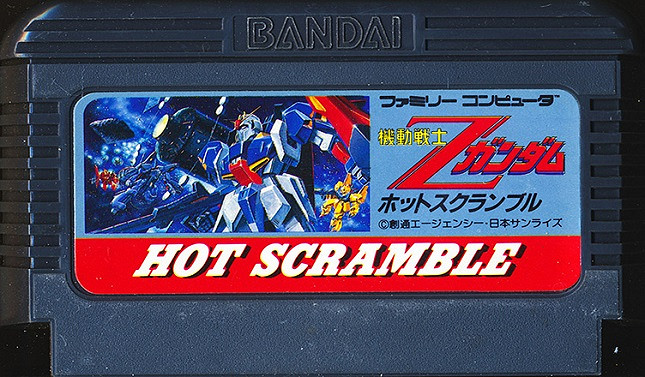 BANDAI
ファミリー コンピュータ
機動戦士
Zガンダム
ホットスクランブル
©創通エージェンシー・日本サンライズ
HOT SCRAMBLE